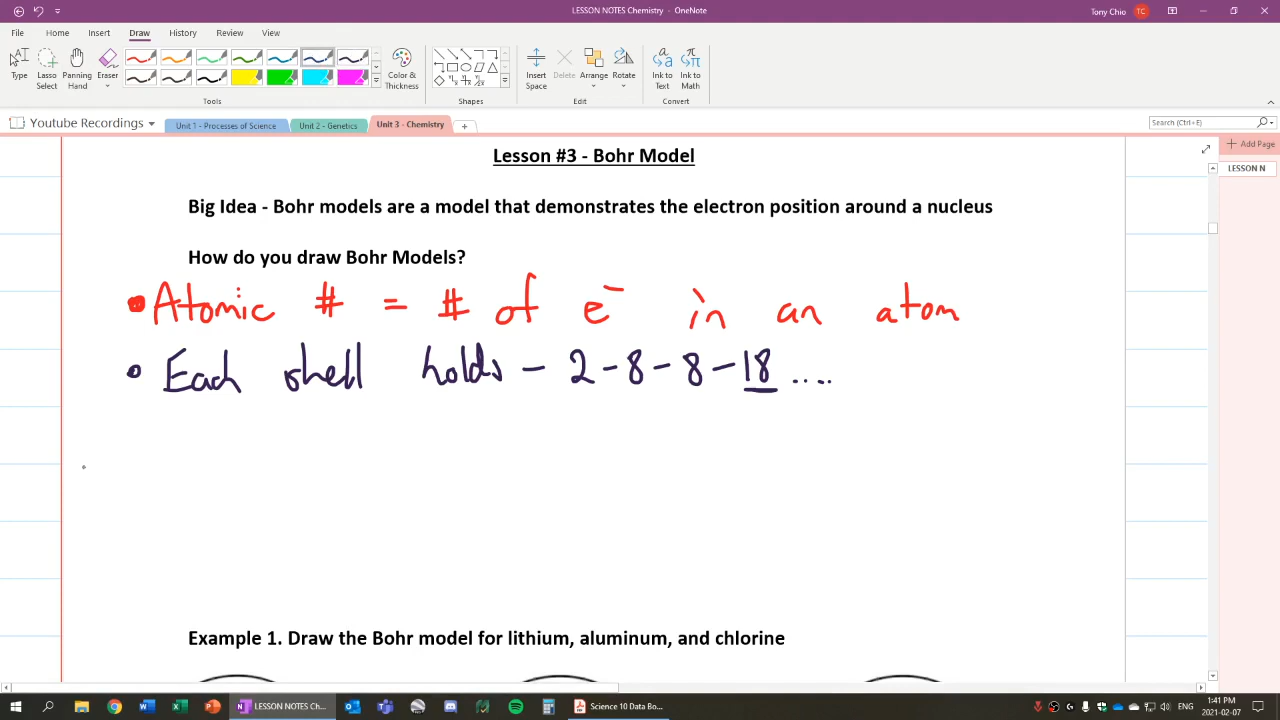 LESSON NOTES Chemistry - OneNote
Tony Chio TC
File Home Insert Draw History Review View
Type Lasso Select Panning Hand Eraser Color & Thickness Insert Space Delete Arrange Rotate Ink to Text Ink to Math
Tools Shapes Edit Convert
Youtube Recordings Unit 1 - Processes of Science Unit 2 - Genetics Unit 3 - Chemistry Search (Ctrl+E)
Add Page
LESSON N
Lesson #3 - Bohr Model
Big Idea - Bohr models are a model that demonstrates the electron position around a nucleus
How do you draw Bohr Models?
• Atomic # = # of e⁻ in an atom
• Each shell holds - 2 - 8 - 8 - 18 ....
Example 1. Draw the Bohr model for lithium, aluminum, and chlorine
LESSON NOTES Ch... Science 10 Data Bo...
1:41 PM
2021-02-07